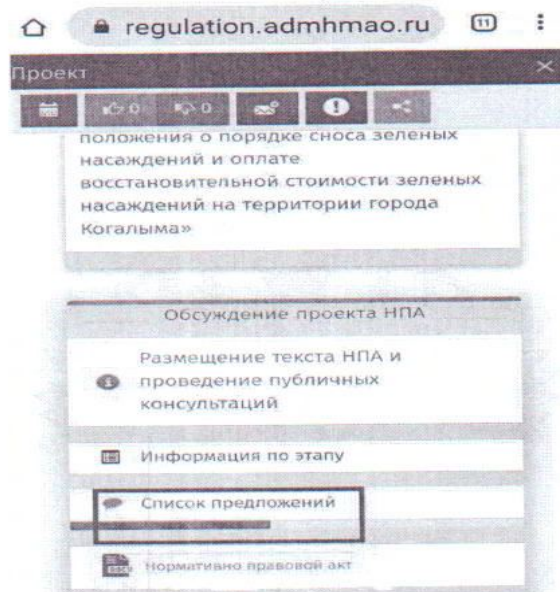 regulation.admhmao.ru 11
Проект
0 0
положения о порядке сноса зеленых
насаждений и оплате
восстановительной стоимости зеленых
насаждений на территории города
Когалыма»
Обсуждение проекта НПА
Размещение текста НПА и
проведение публичных
консультаций
Информация по этапу
Список предложений
Нормативно правовой акт